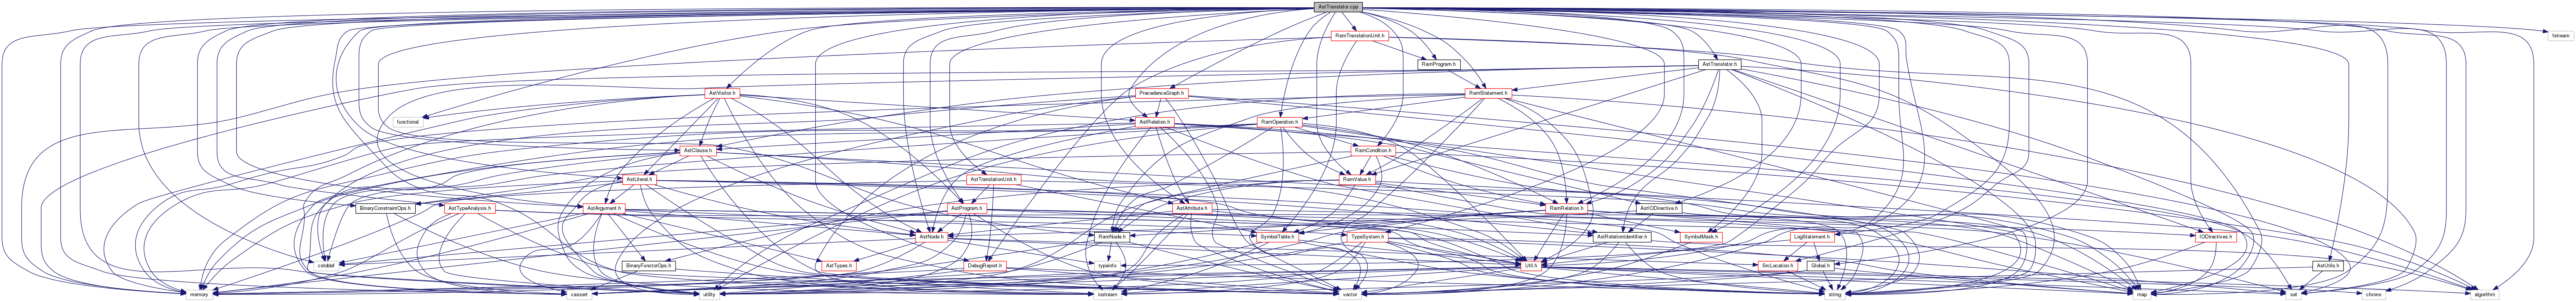 AstTranslator.cpp
RamTranslationUnit.h
fstream
RamProgram.h
AstTranslator.h
AstVisitor.h
PrecedenceGraph.h
RamStatement.h
functional
AstRelation.h
RamOperation.h
AstClause.h
RamCondition.h
AstLiteral.h
AstTranslationUnit.h
RamValue.h
BinaryConstraintOps.h
AstTypeAnalysis.h
AstArgument.h
AstProgram.h
AstAttribute.h
RamRelation.h
AstIODirective.h
AstNode.h
RamNode.h
SymbolTable.h
TypeSystem.h
AstRelationIdentifier.h
SymbolMask.h
LogStatement.h
IODirectives.h
cstddef
BinaryFunctorOps.h
AstTypes.h
DebugReport.h
typeinfo
Util.h
SrcLocation.h
Global.h
AstUtils.h
memory
cassert
utility
iostream
vector
string
map
set
chrono
algorithm